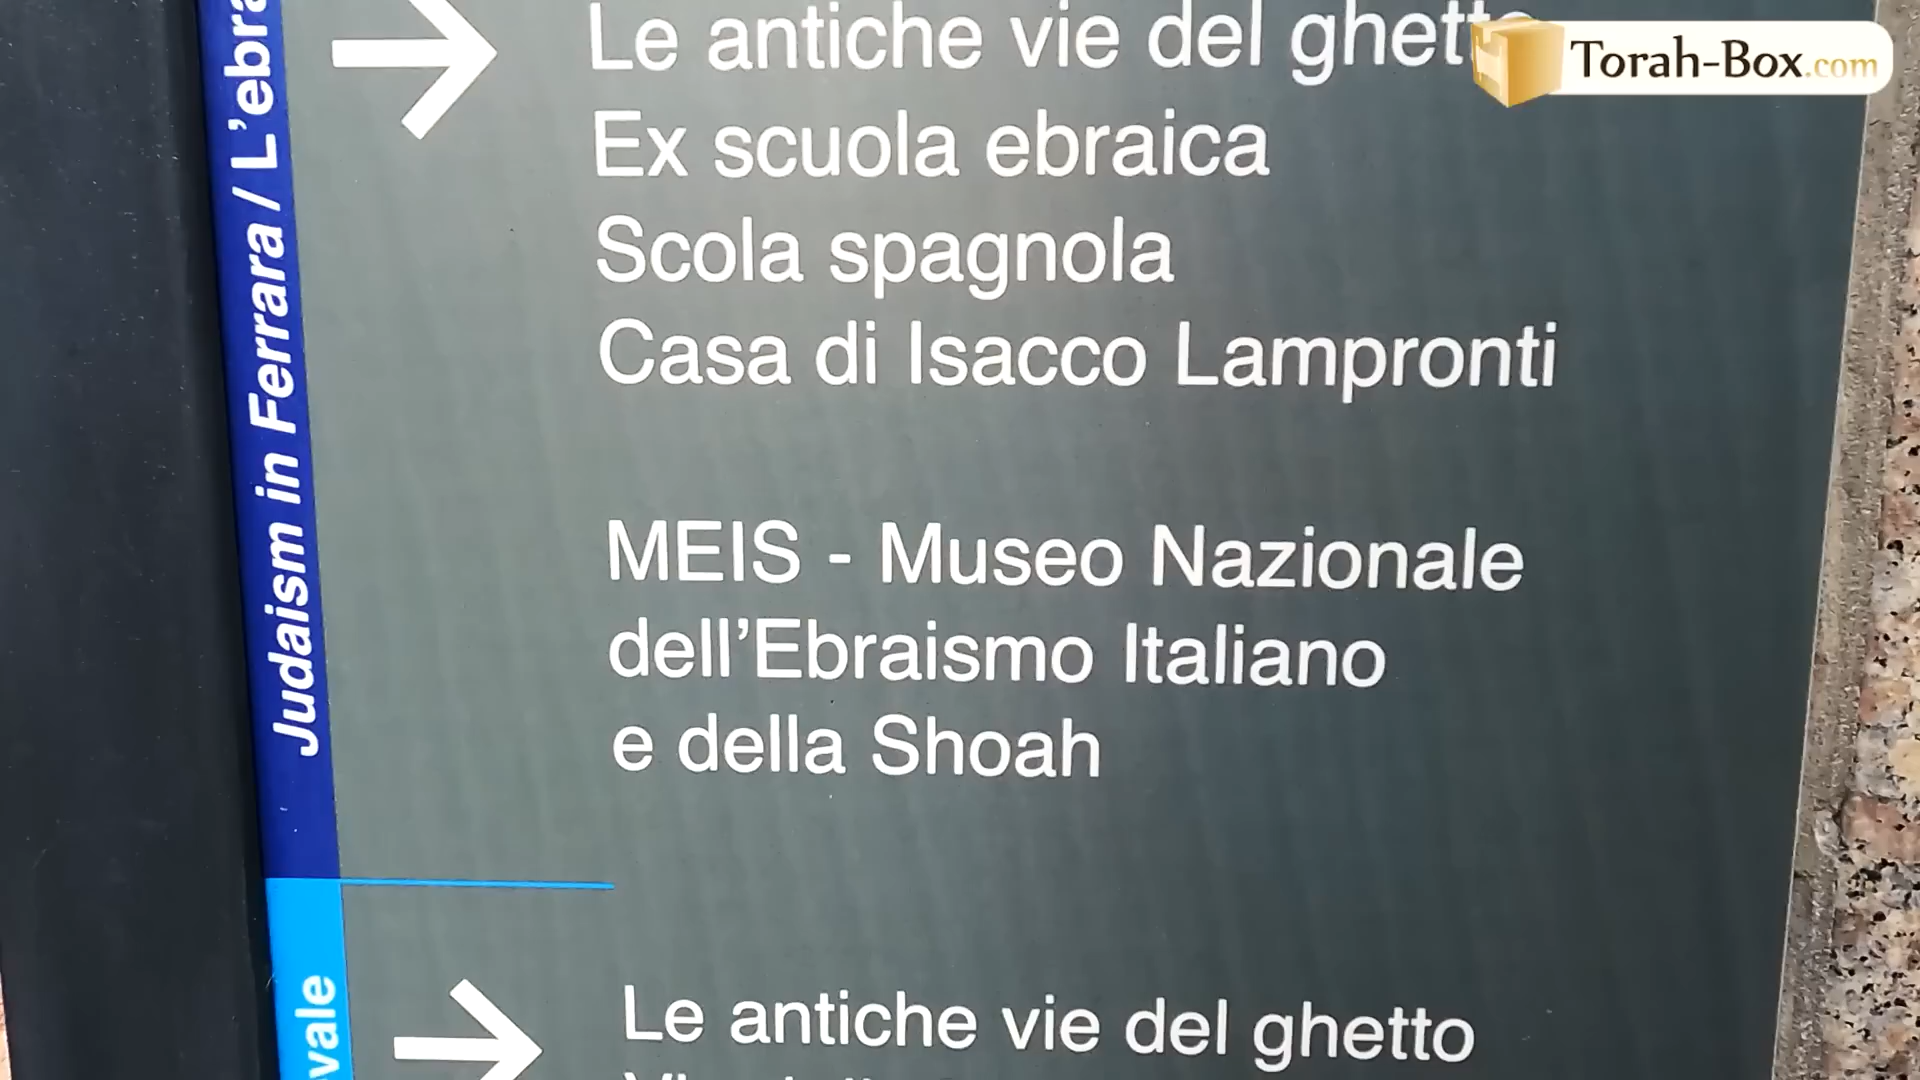 Le antiche vie del ghetto
Ex scuola ebraica
Scola spagnola
Casa di Isacco Lampronti
MEIS - Museo Nazionale
dell'Ebraismo Italiano
e della Shoah
Le antiche vie del ghetto
Judaism in Ferrara / L'ebra
vale
Torah-Box.com